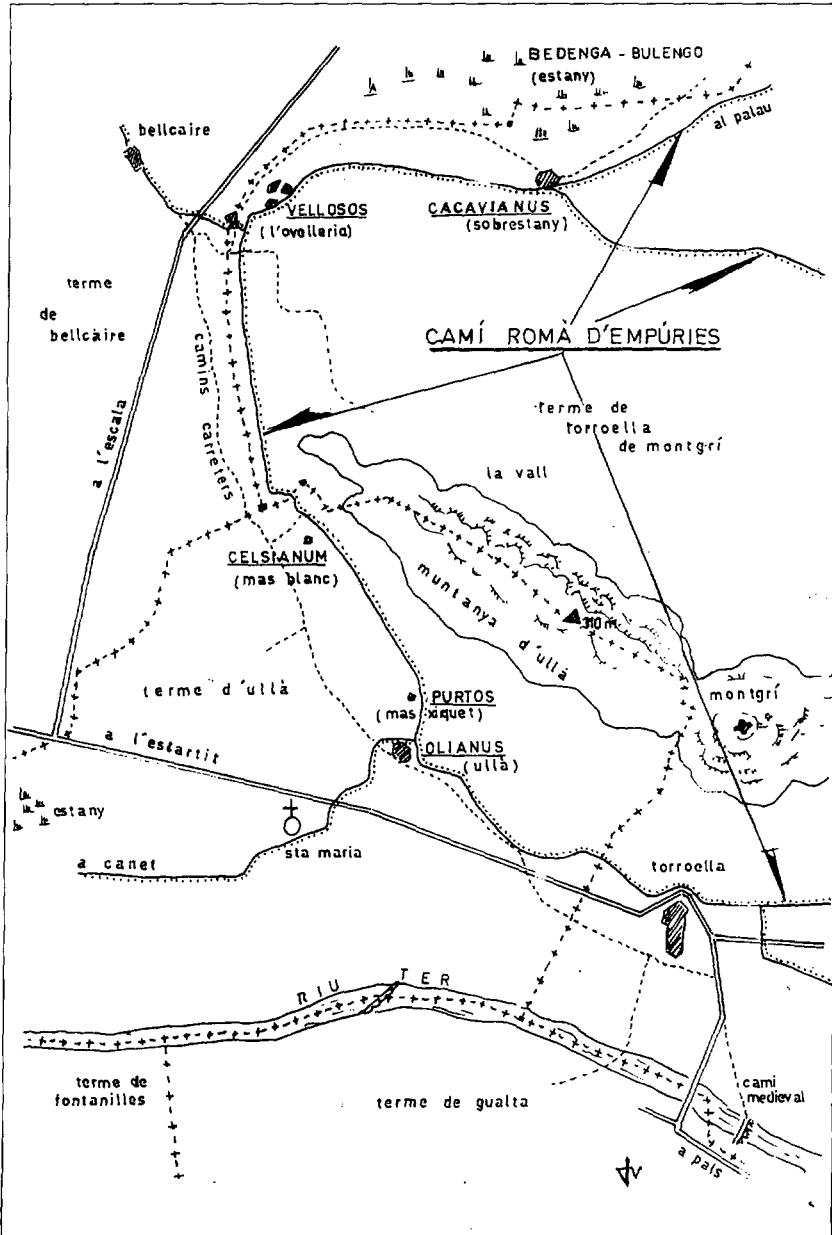 BEDENGA - BULENGO
(estany)
al palau
bellcaire
VELLOSOS
(l'ovelleria)
CACAVIANUS
(sobrestany)
terme
de
bellcaire
CAMÍ ROMÀ D'EMPÚRIES
camins carreters
a l'escala
terme de
torroella
de montgrí
la vall
CELSIANUM
(mas blanc)
muntanya d'ullà
310 m
montgrí
terme d'ullà
PURTOS
(mas xiquet)
OLIANUS
(ullà)
a l'estartit
estany
sta maria
a canet
torroella
RIU TER
terme de
fontanilles
terme de gualta
cami
medieval
a pals
N